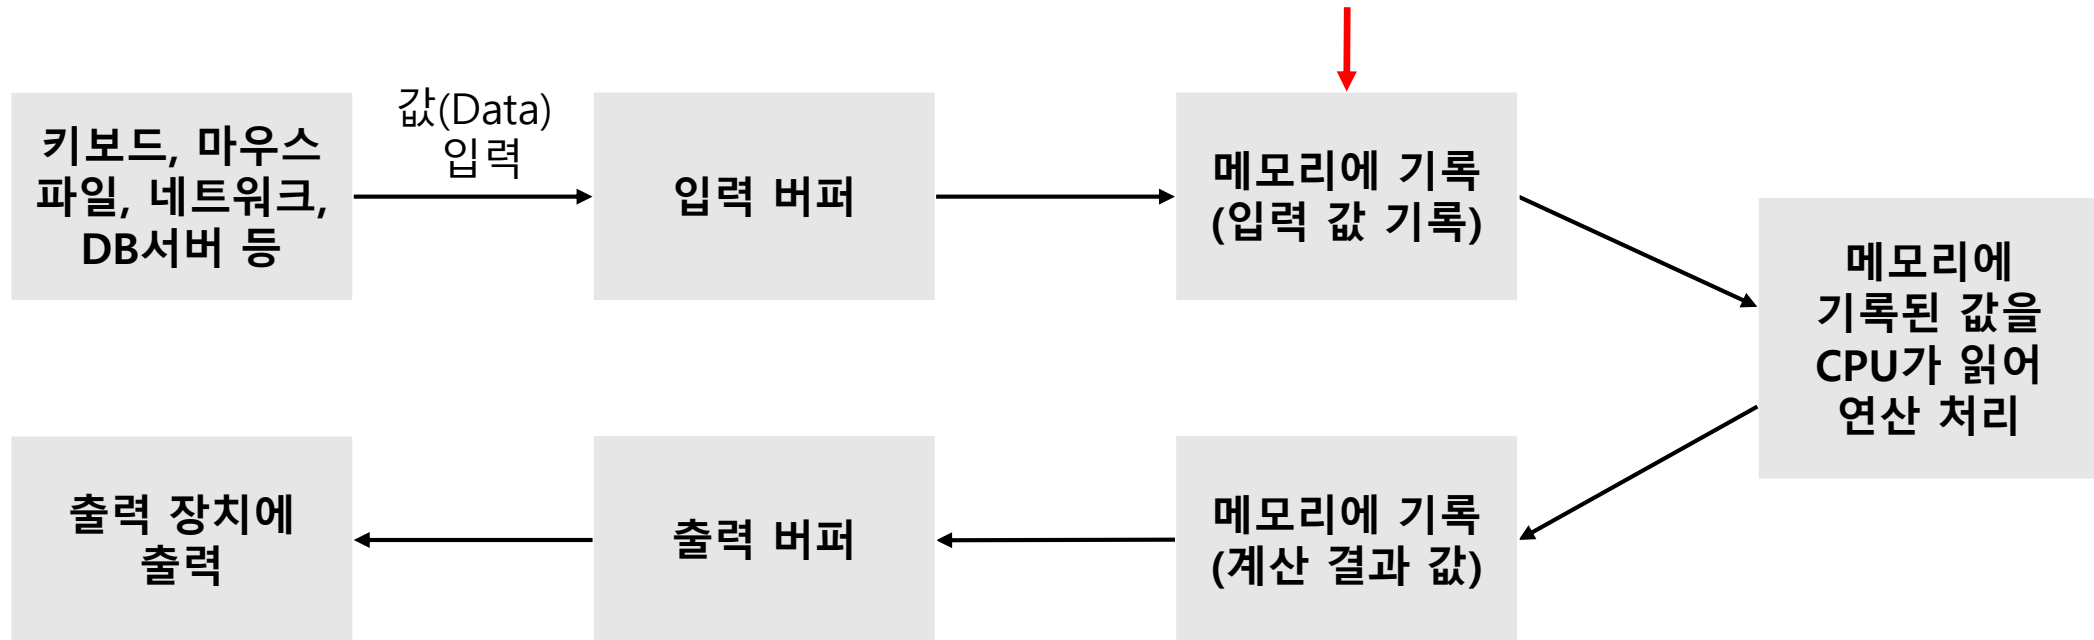 키보드, 마우스
파일, 네트워크,
DB서버 등
값(Data)
입력
입력 버퍼
메모리에 기록
(입력 값 기록)
메모리에
기록된 값을
CPU가 읽어
연산 처리
메모리에 기록
(계산 결과 값)
출력 버퍼
출력 장치에
출력